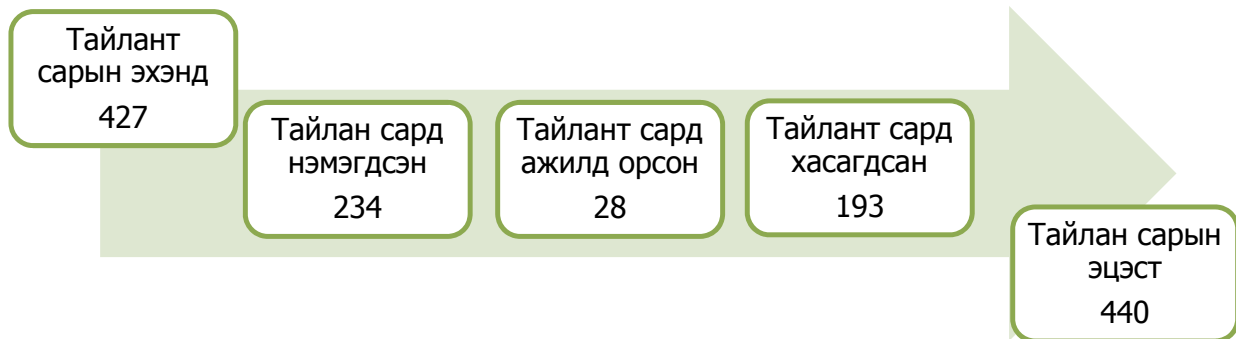 Тайлант
сарын эхэнд
427
Тайлан сард
нэмэгдсэн
234
Тайлант сард
ажилд орсон
28
Тайлант сард
хасагдсан
193
Тайлан сарын
эцэст
440